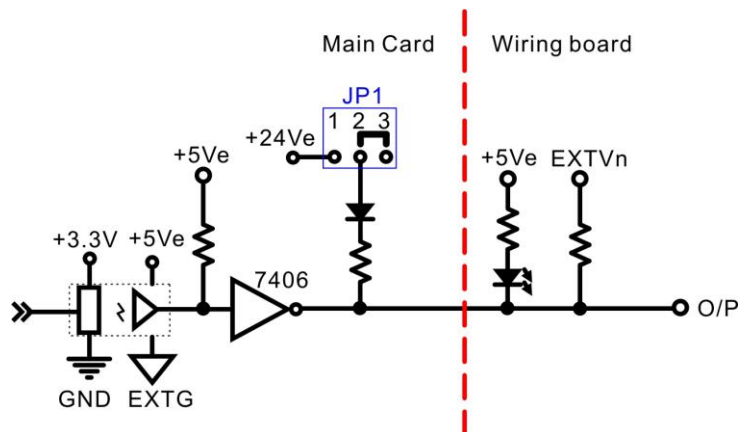 Main Card
Wiring board
JP1
1 2 3
+24Ve
+5Ve
+5Ve
EXTVn
+3.3V
+5Ve
7406
O/P
GND
EXTG